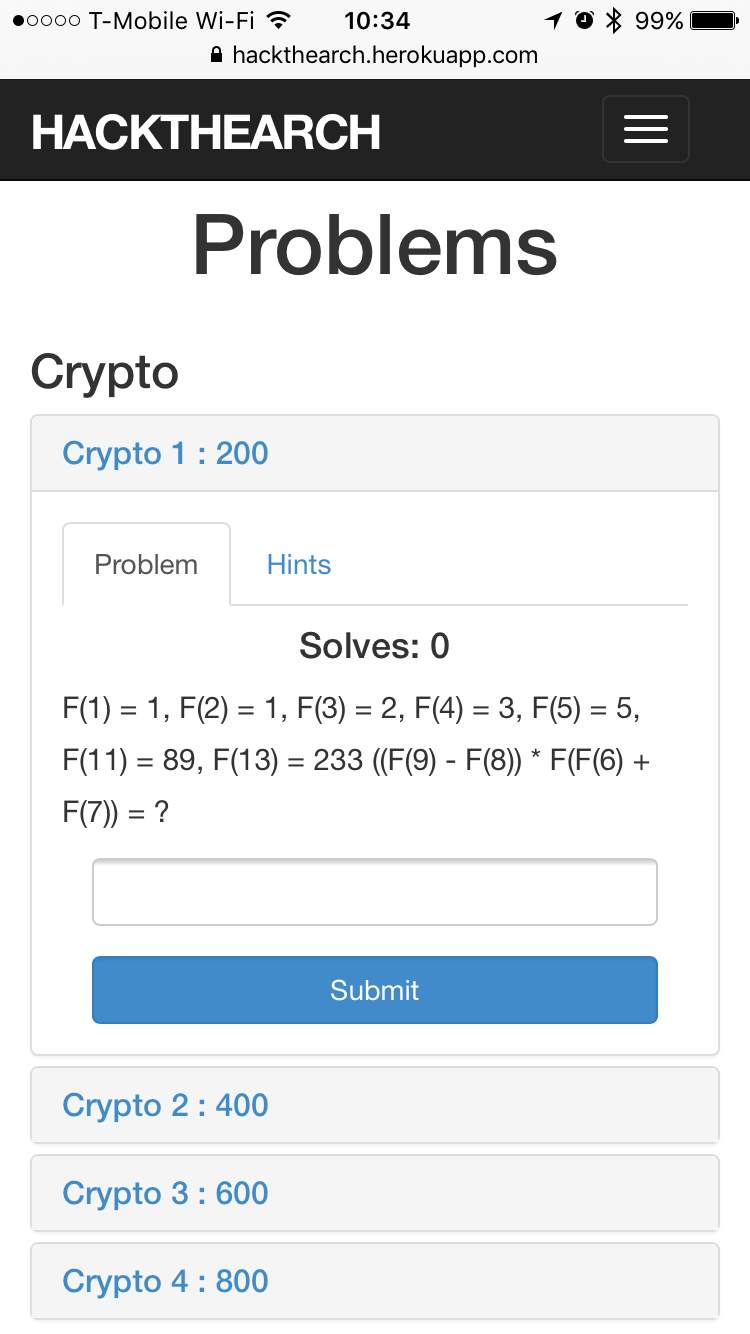 T-Mobile Wi-Fi 10:34 99%
hackthearch.herokuapp.com
HACKTHEARCH
Problems
Crypto
Crypto 1 : 200
Problem Hints
Solves: 0
F(1) = 1, F(2) = 1, F(3) = 2, F(4) = 3, F(5) = 5,
F(11) = 89, F(13) = 233 ((F(9) - F(8)) * F(F(6) +
F(7)) = ?
Submit
Crypto 2 : 400
Crypto 3 : 600
Crypto 4 : 800